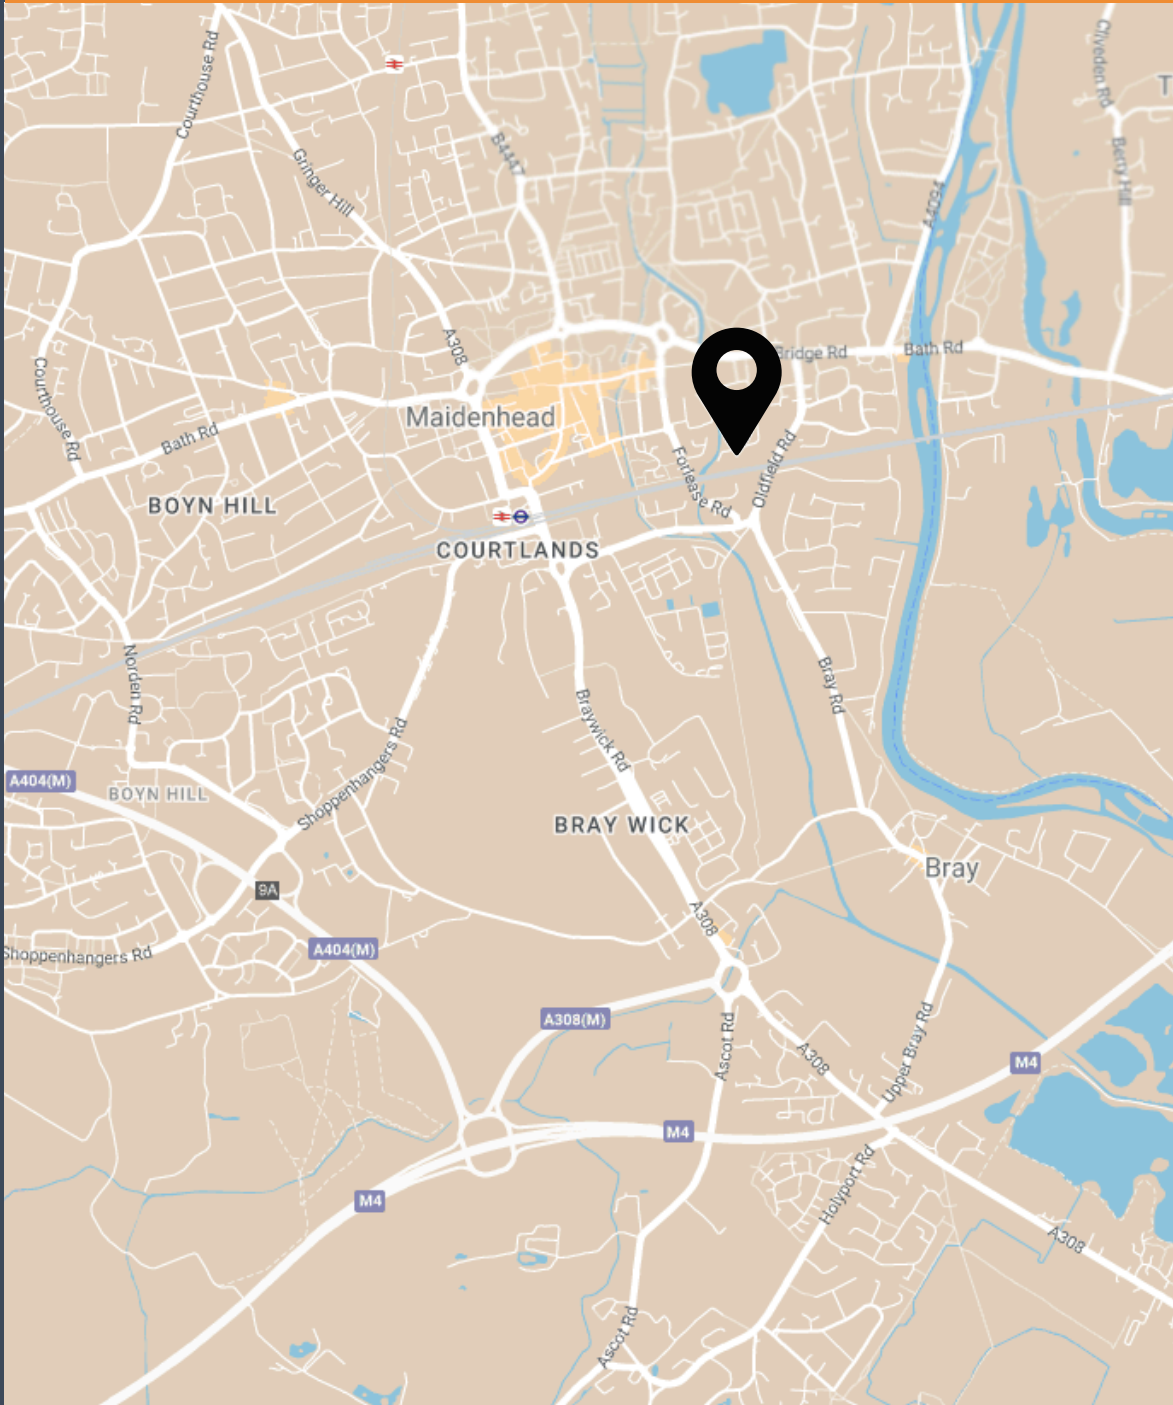 Courthouse Rd
Cliveden Rd
T
B4447
Gringer Hill
Berry Hill
A4094
A308
Bridge Rd
Bath Rd
Courthouse Rd
Maidenhead
Bath Rd
Forlease Rd
Oldfield Rd
BOYN HILL
COURTLANDS
Norden Rd
Bray Rd
Braywick Rd
Shoppenhangers Rd
A404(M)
BOYN HILL
BRAY WICK
Bray
9A
A308
A404(M)
Shoppenhangers Rd
A308(M)
Ascot Rd
A308
Upper Bray Rd
M4
M4
M4
Holyport Rd
A308
Ascot Rd